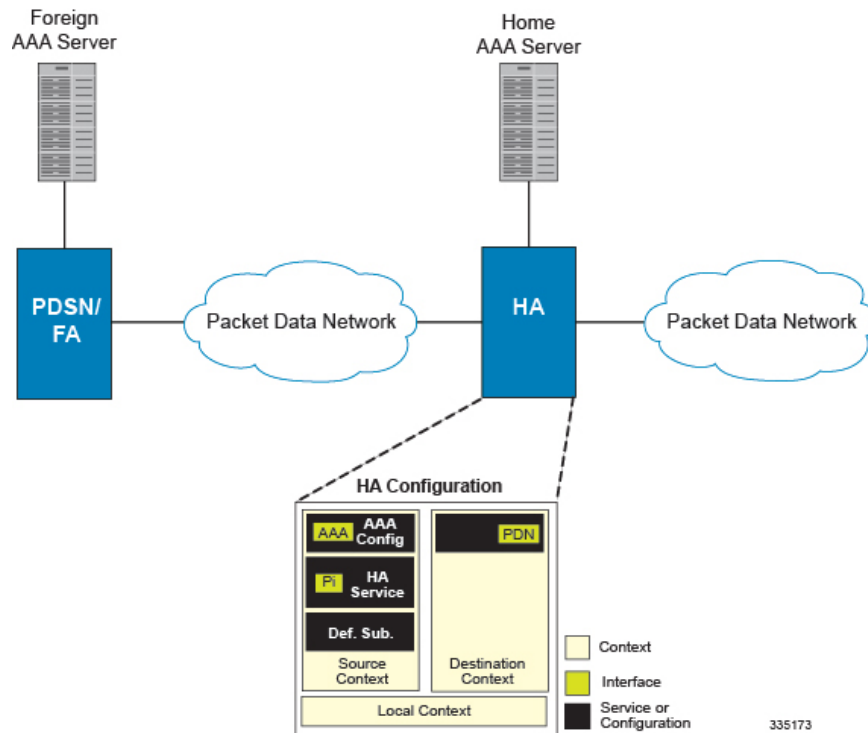 Foreign
AAA Server
Home
AAA Server
PDSN/
FA
Packet Data Network
HA
Packet Data Network
HA Configuration
AAA
AAA
Config
Pi
HA
Service
Def. Sub.
Source
Context
PDN
Destination
Context
Local Context
Context
Interface
Service or
Configuration
335173